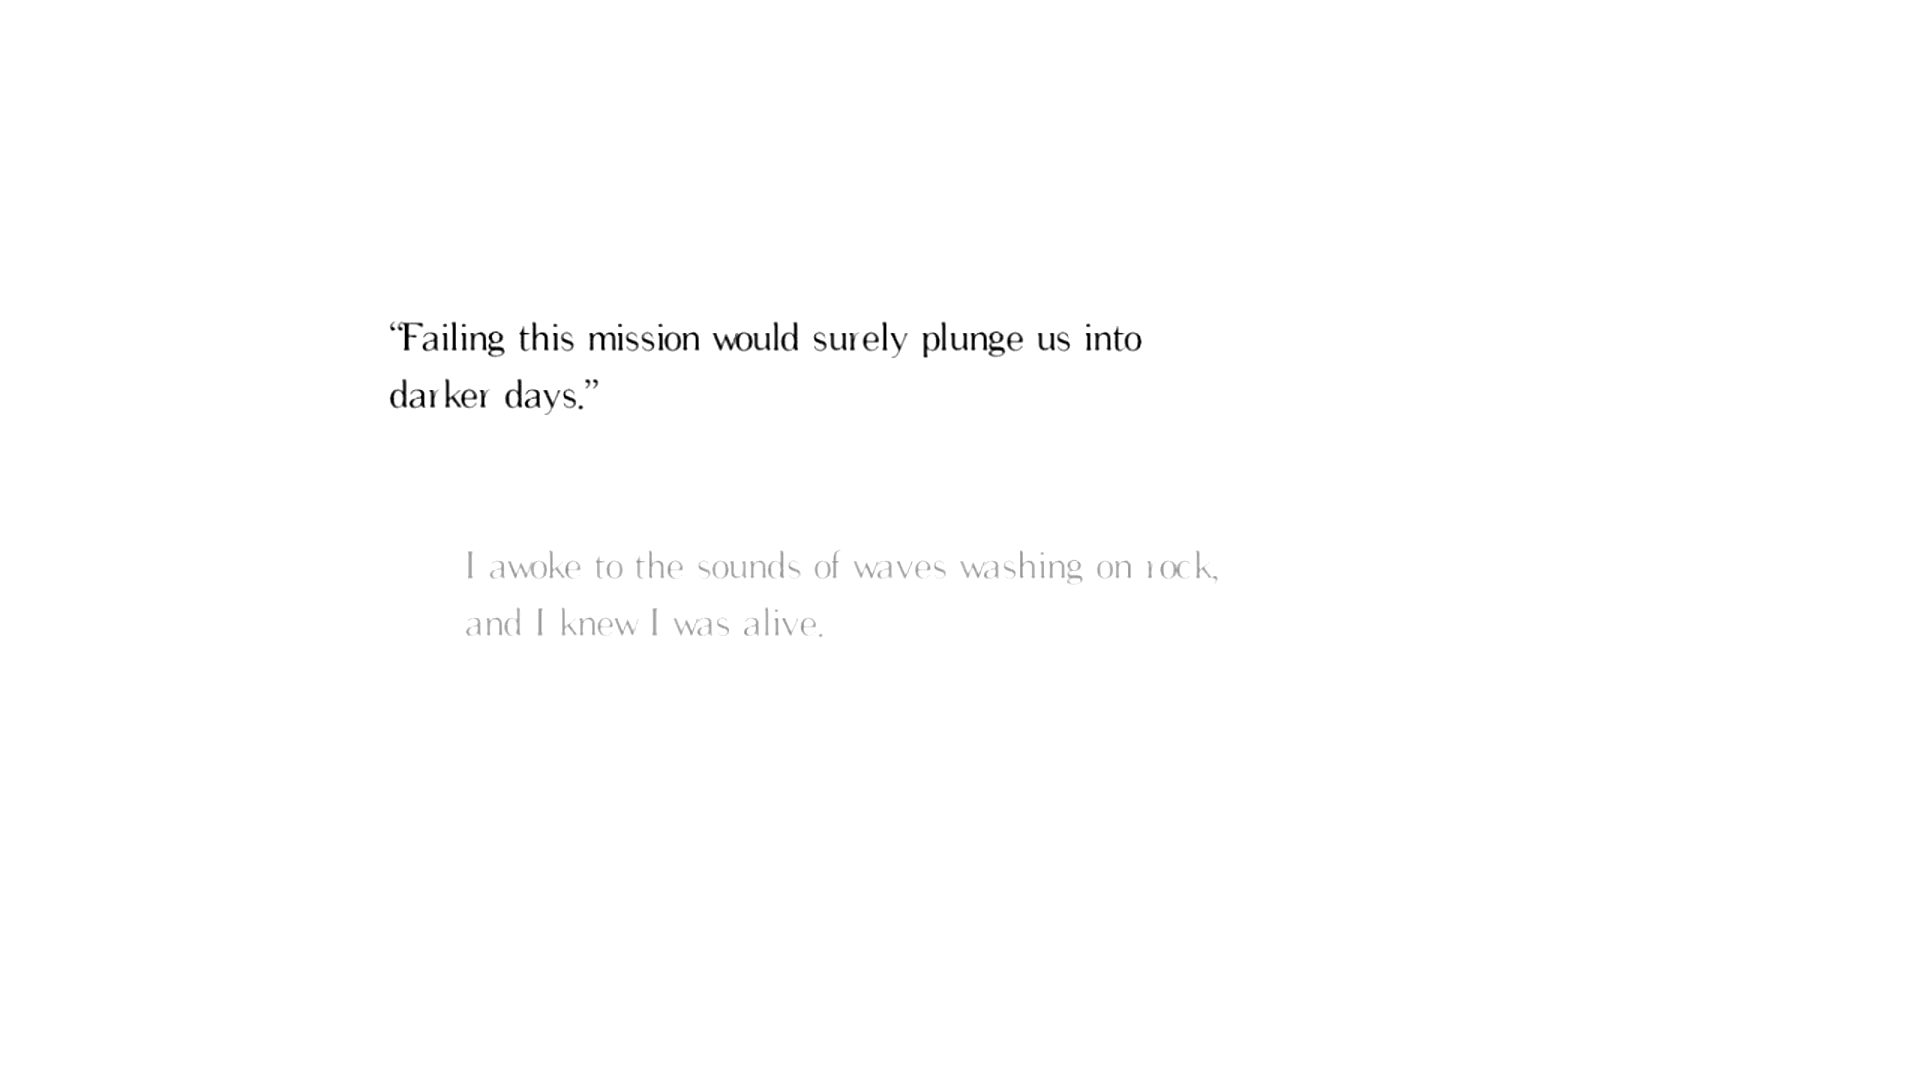 “Failing this mission would surely plunge us into
darker days.”
I awoke to the sounds of waves washing on rock,
and I knew I was alive.